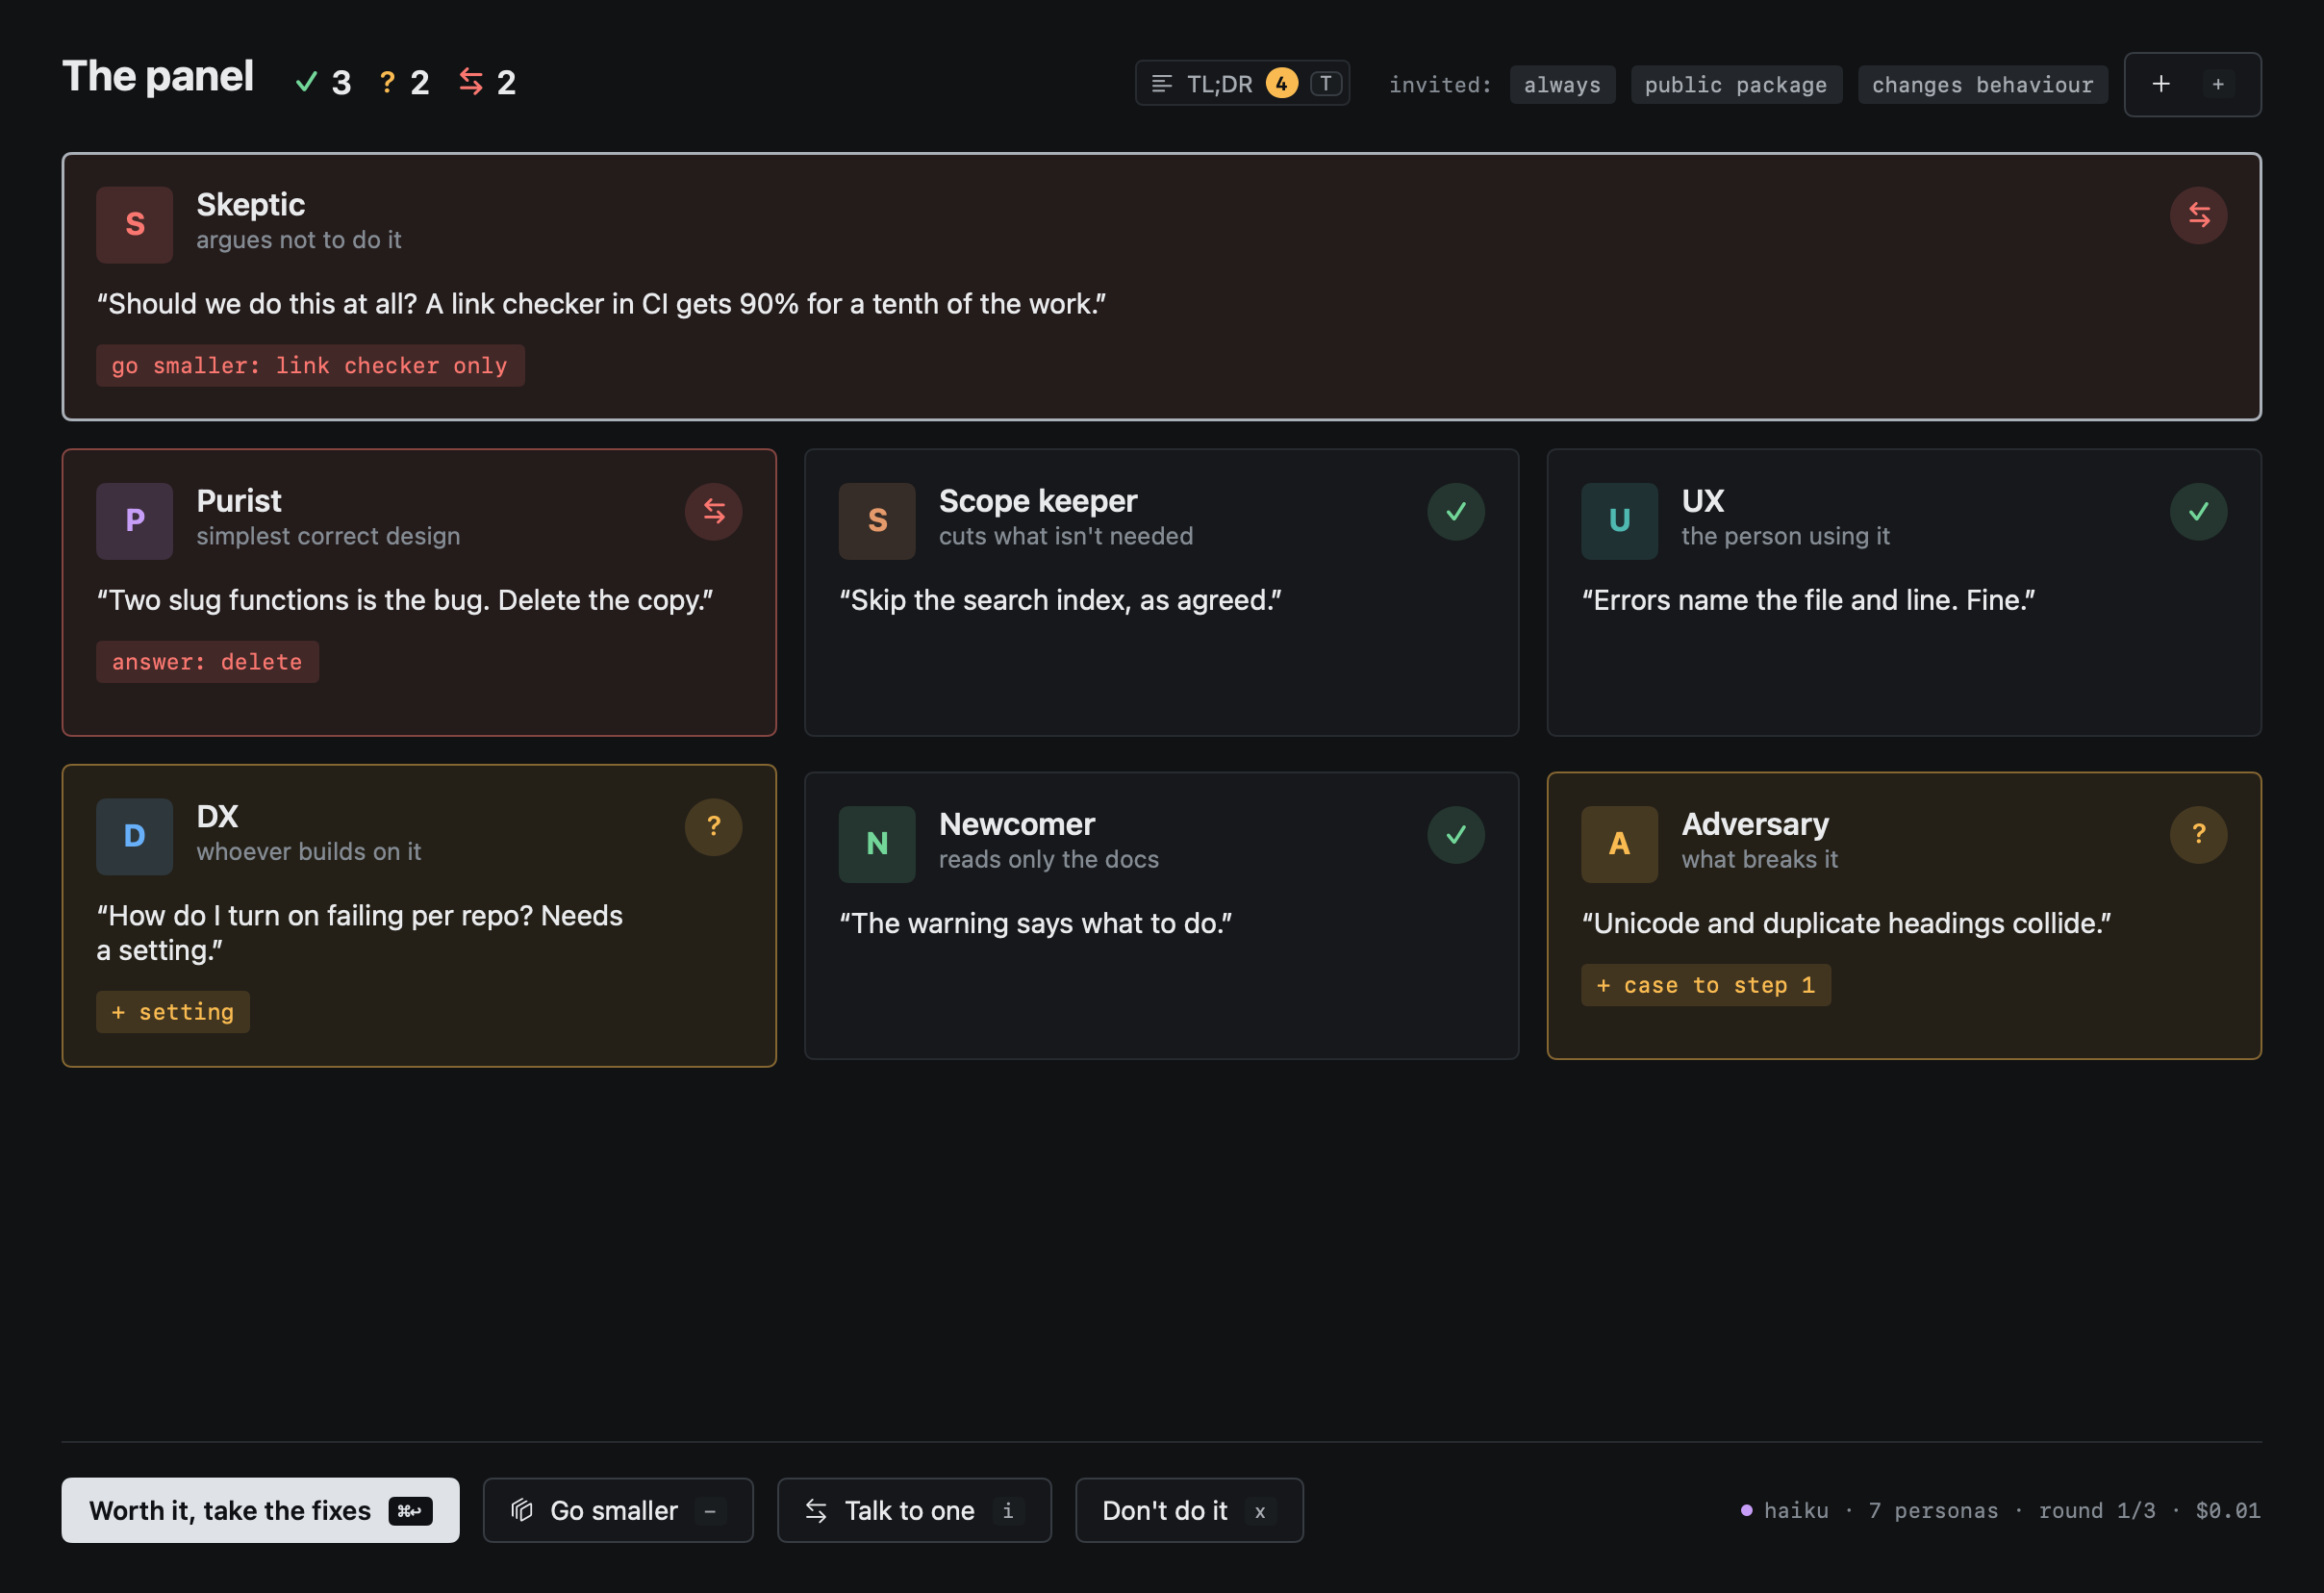 The panel ✓ 3 ? 2 ⇆ 2
TL;DR 4 T
invited: always public package changes behaviour + +
S
Skeptic
argues not to do it
“Should we do this at all? A link checker in CI gets 90% for a tenth of the work.”
go smaller: link checker only
P
Purist
simplest correct design
“Two slug functions is the bug. Delete the copy.”
answer: delete
S
Scope keeper
cuts what isn't needed
“Skip the search index, as agreed.”
U
UX
the person using it
“Errors name the file and line. Fine.”
D
DX
whoever builds on it
?
“How do I turn on failing per repo? Needs
a setting.”
+ setting
N
Newcomer
reads only the docs
“The warning says what to do.”
A
Adversary
what breaks it
?
“Unicode and duplicate headings collide.”
+ case to step 1
Worth it, take the fixes ⌘↩
Go smaller −
Talk to one i
Don't do it x
haiku · 7 personas · round 1/3 · $0.01